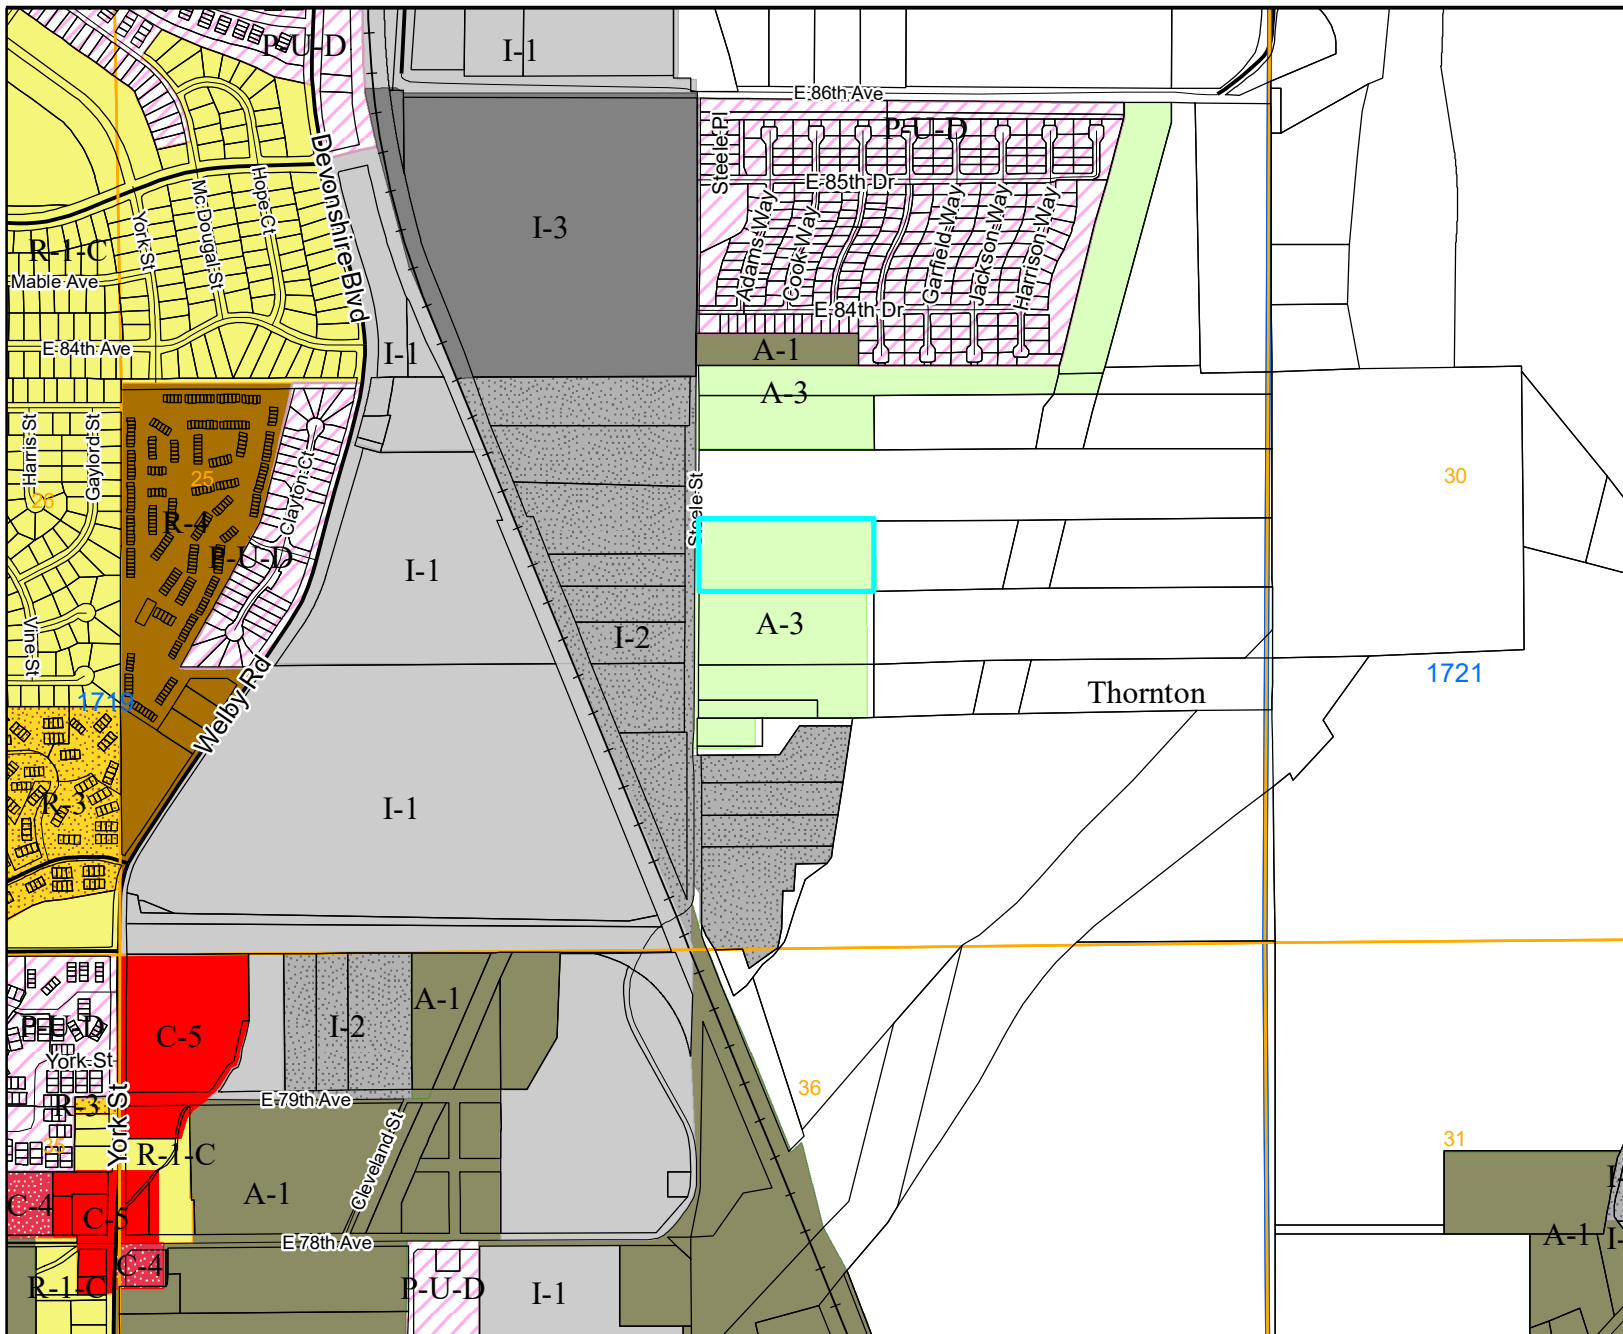 P-U-D
I-1
E 86th Ave
P-U-D
Steele Pl
Devonshire Blvd
E 85th Dr
Hope Ct
Mc Dougal St
York St
I-3
R-1-C
Mable Ave
Adams Way
Cook Way
Garfield Way
Jackson Way
Harrison Way
E 84th Dr
E 84th Ave
I-1
A-1
A-3
Harris St
Gaylord St
Clayton Ct
25
26
R-4
P-U-D
Steele St
30
I-1
I-2
A-3
Vine St
1719
Welby Rd
Thornton
1721
R-3
I-1
P-U-D
C-5
I-2
A-1
York St
E 79th Ave
36
R-3
York St
35
R-1-C
Cleveland St
31
A-1
C-4
C-5
E 78th Ave
C-4
R-1-C
P-U-D
I-1
A-1
I-
I-